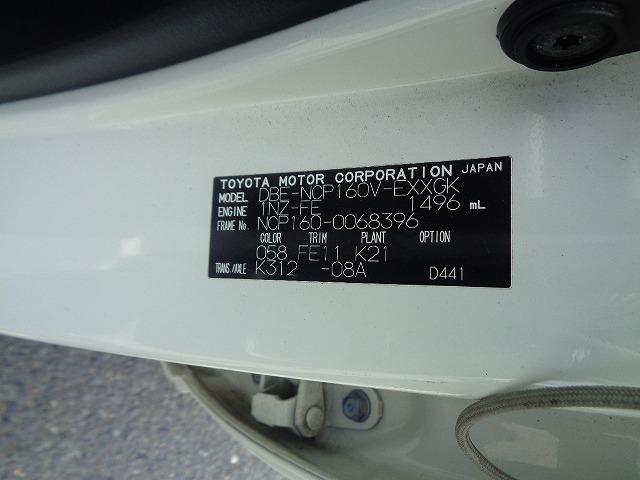 TOYOTA MOTOR CORPORATION JAPAN
MODEL DBE-NCP160V-EXXGK
ENGINE 1NZ-FE 1496 mL
FRAME No. NCP160-0068396
COLOR TRIM PLANT OPTION
058 FE11 K21
TRANS./AXLE K312 -08A D441